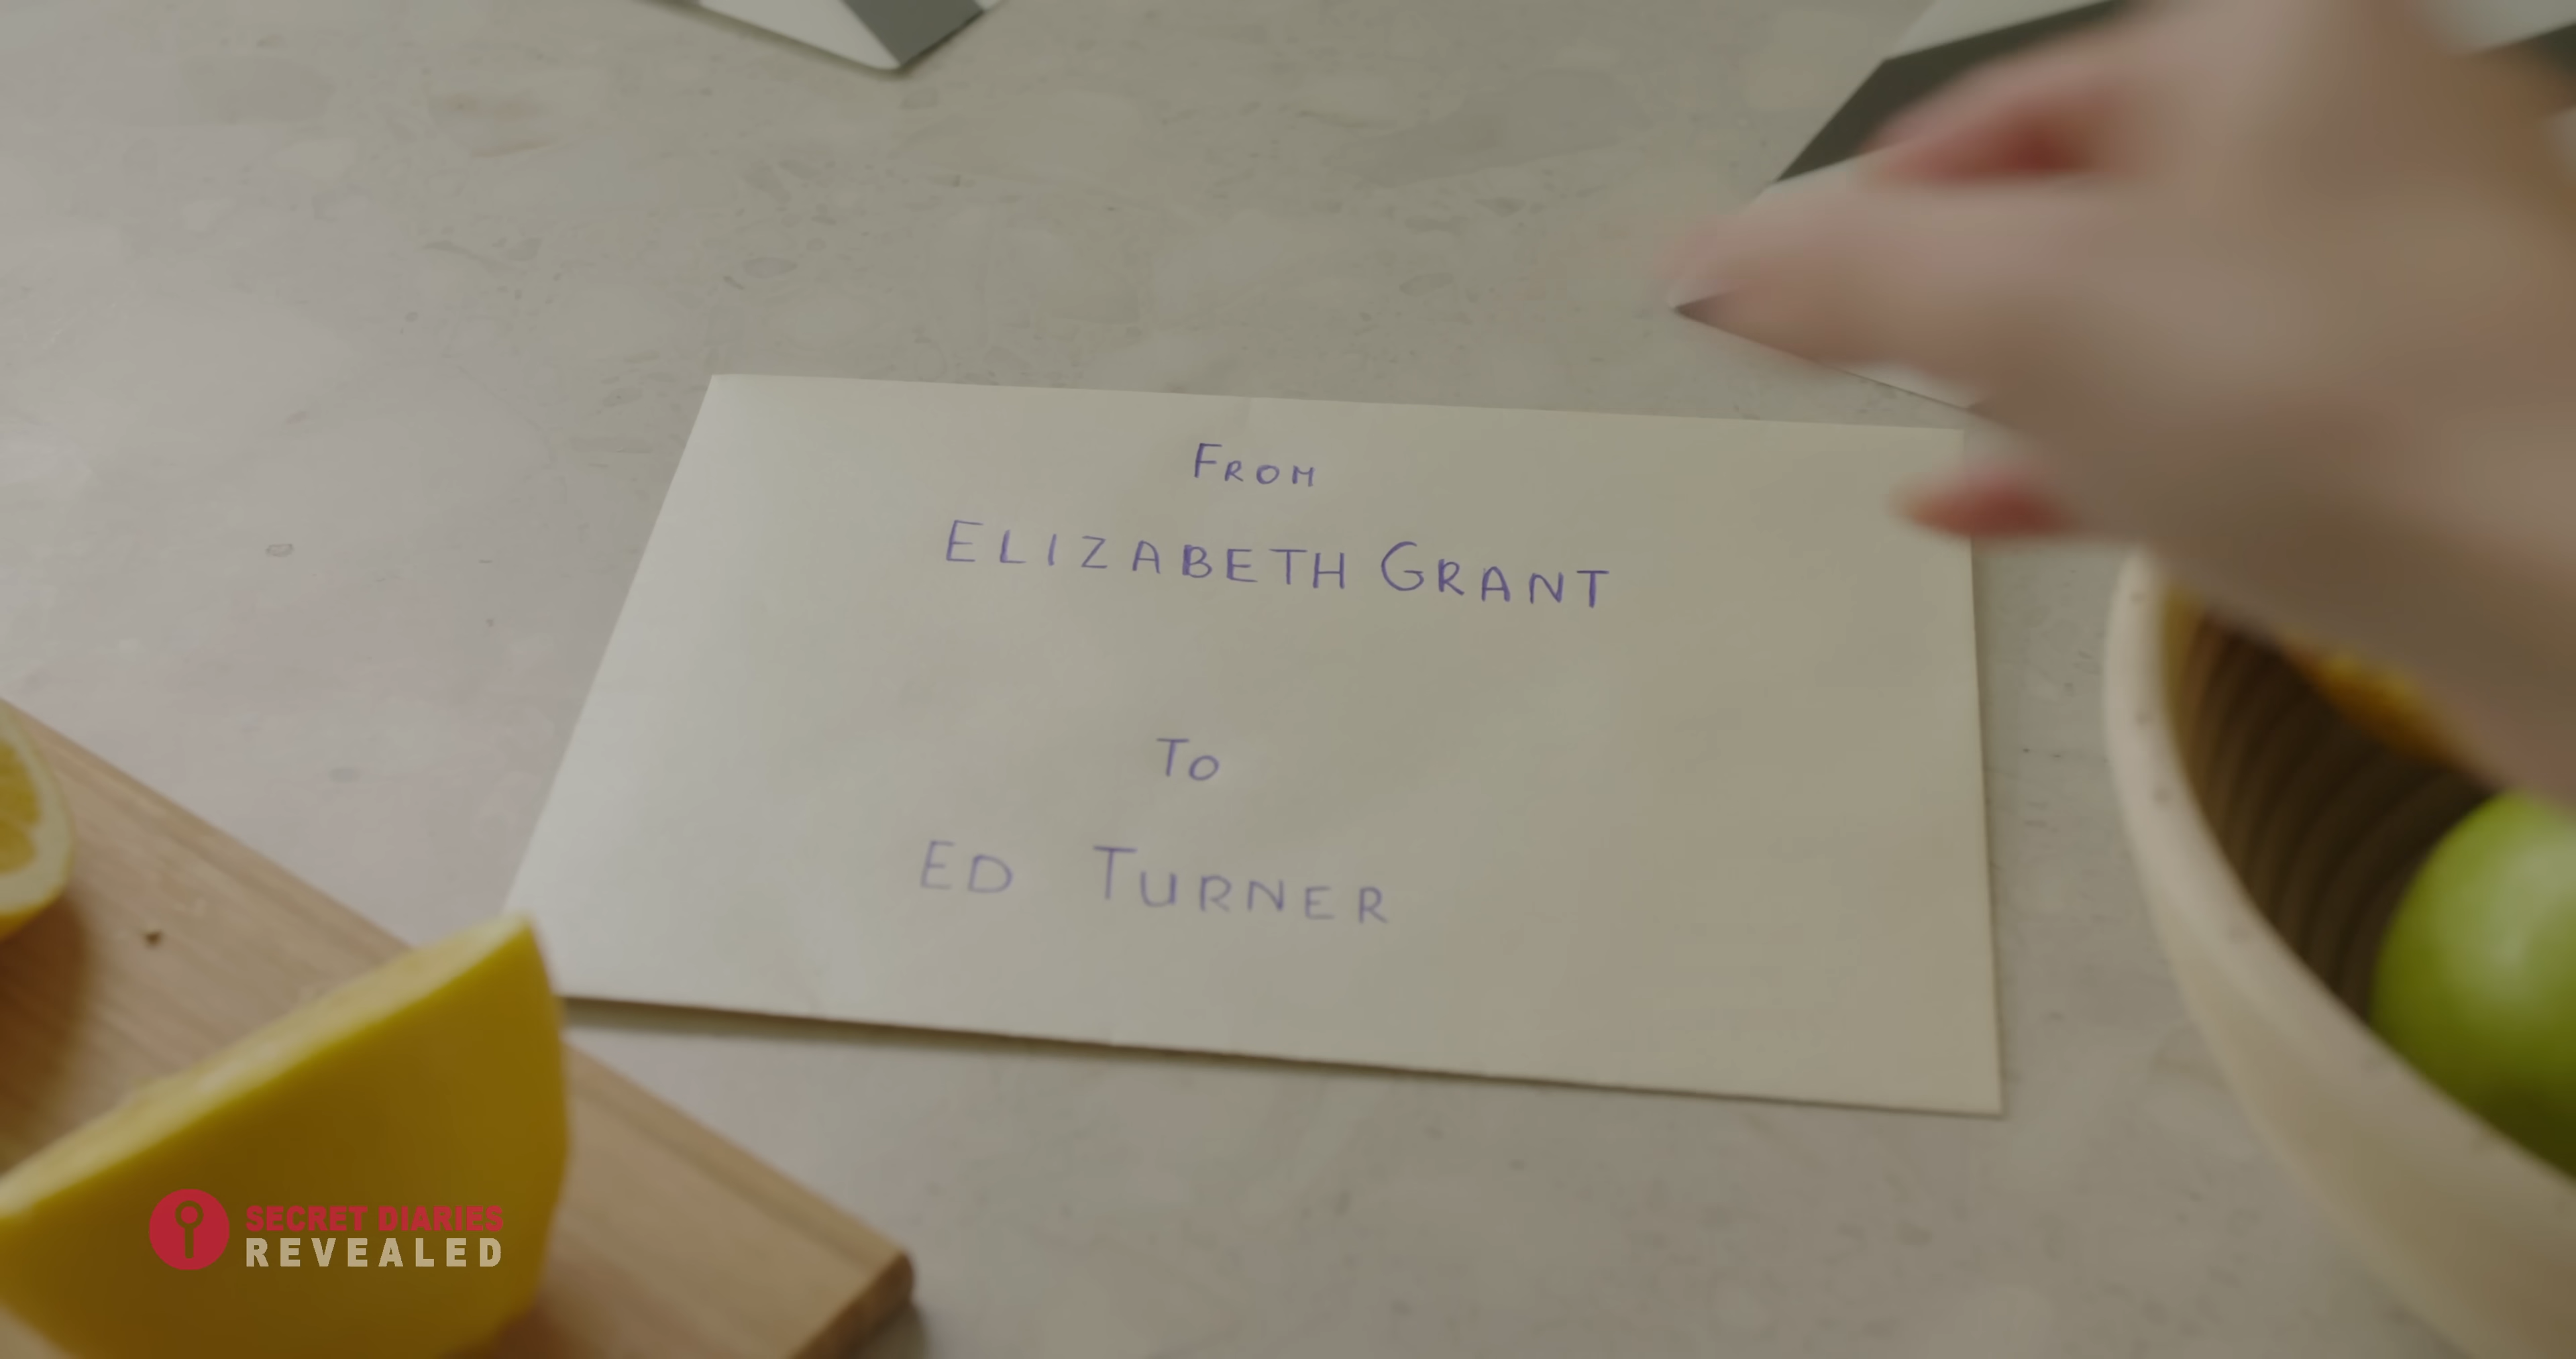 FROM
ELIZABETH GRANT
TO
ED TURNER
SECRET DIARIES
REVEALED